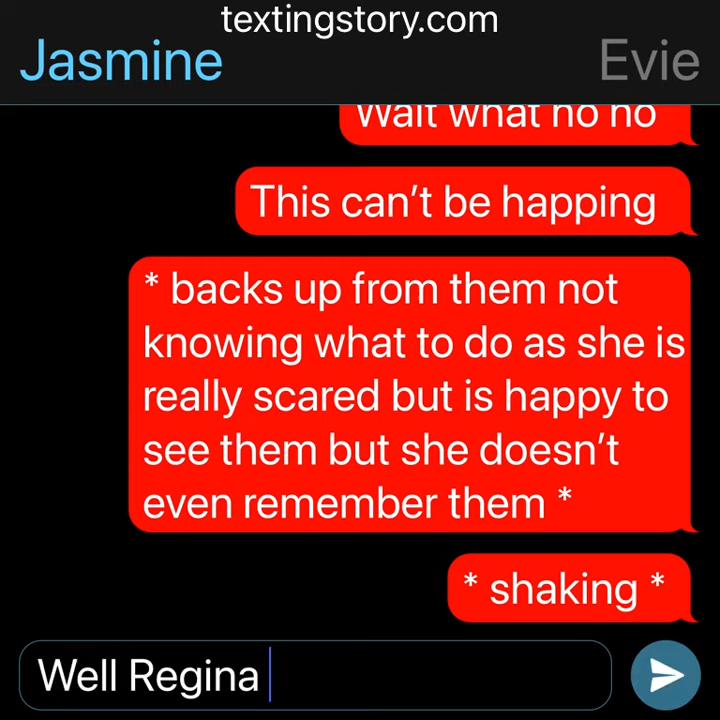 textingstory.com
Jasmine
Evie
Wait what no no
This can’t be happing
* backs up from them not
knowing what to do as she is
really scared but is happy to
see them but she doesn’t
even remember them *
* shaking *
Well Regina